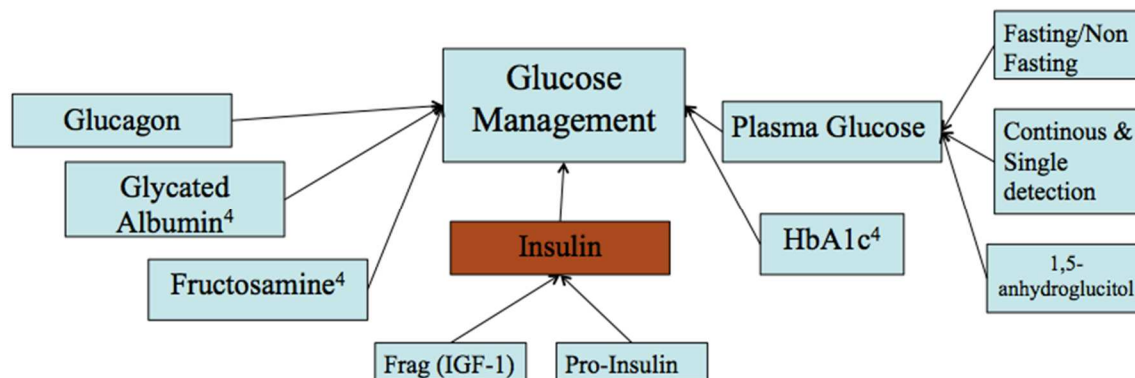 Glucose
Management
Fasting/Non
Fasting
Glucagon
Plasma Glucose
Continous &
Single
detection
Glycated
Albumin⁴
Insulin
HbA1c⁴
Fructosamine⁴
1,5-
anhydroglucitol
Frag (IGF-1)
Pro-Insulin